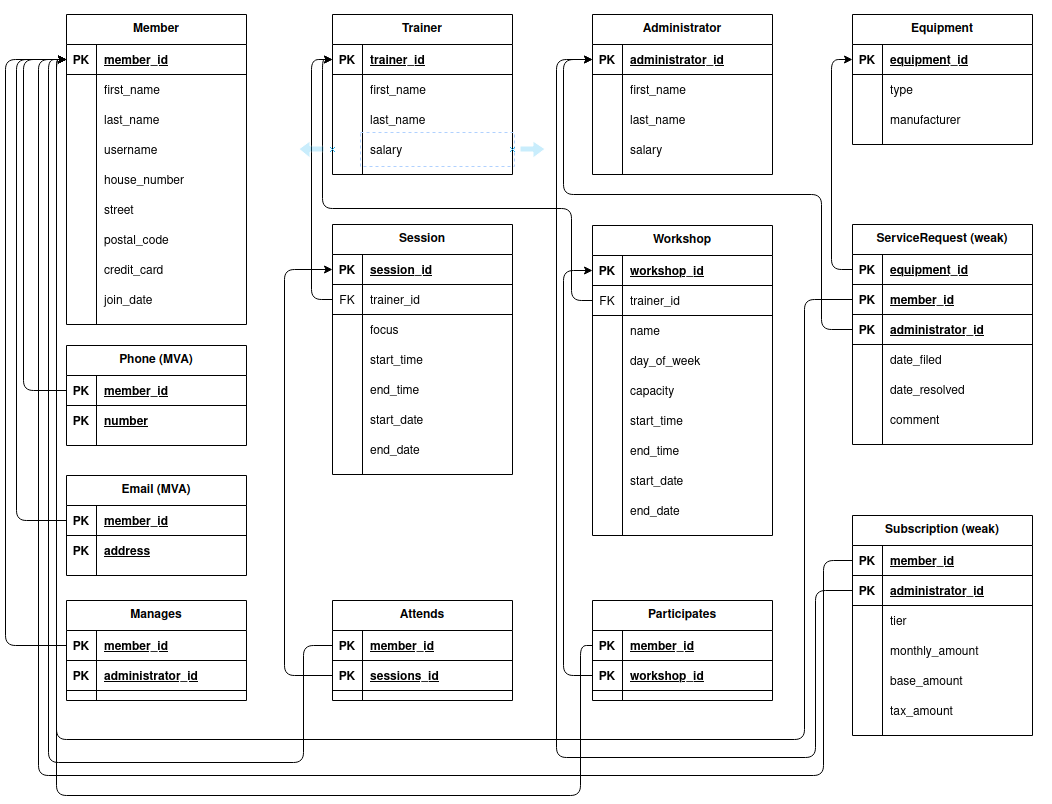 Member
PK member_id
first_name
last_name
username
house_number
street
postal_code
credit_card
join_date
Trainer
PK trainer_id
first_name
last_name
salary
Administrator
PK administrator_id
first_name
last_name
salary
Equipment
PK equipment_id
type
manufacturer
Session
PK session_id
FK trainer_id
focus
start_time
end_time
start_date
end_date
Workshop
PK workshop_id
FK trainer_id
name
day_of_week
capacity
start_time
end_time
start_date
end_date
ServiceRequest (weak)
PK equipment_id
PK member_id
PK administrator_id
date_filed
date_resolved
comment
Phone (MVA)
PK member_id
PK number
Email (MVA)
PK member_id
PK address
Subscription (weak)
PK member_id
PK administrator_id
tier
monthly_amount
base_amount
tax_amount
Manages
PK member_id
PK administrator_id
Attends
PK member_id
PK sessions_id
Participates
PK member_id
PK workshop_id